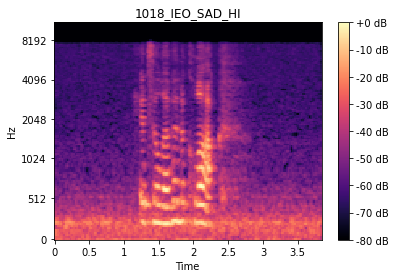 1018_IEO_SAD_HI
+0 dB
8192
-10 dB
4096
-20 dB
-30 dB
2048
Hz
-40 dB
1024
-50 dB
512
-60 dB
-70 dB
0
-80 dB
0 0.5 1 1.5 2 2.5 3 3.5
Time